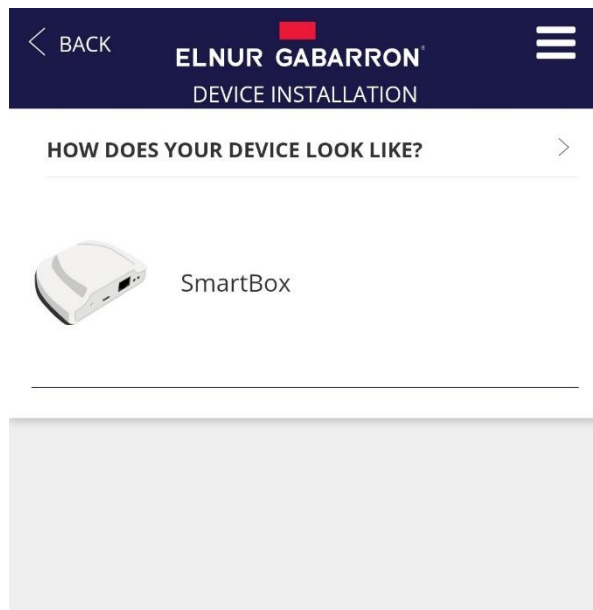 BACK
ELNUR GABARRON®
DEVICE INSTALLATION
HOW DOES YOUR DEVICE LOOK LIKE?
SmartBox